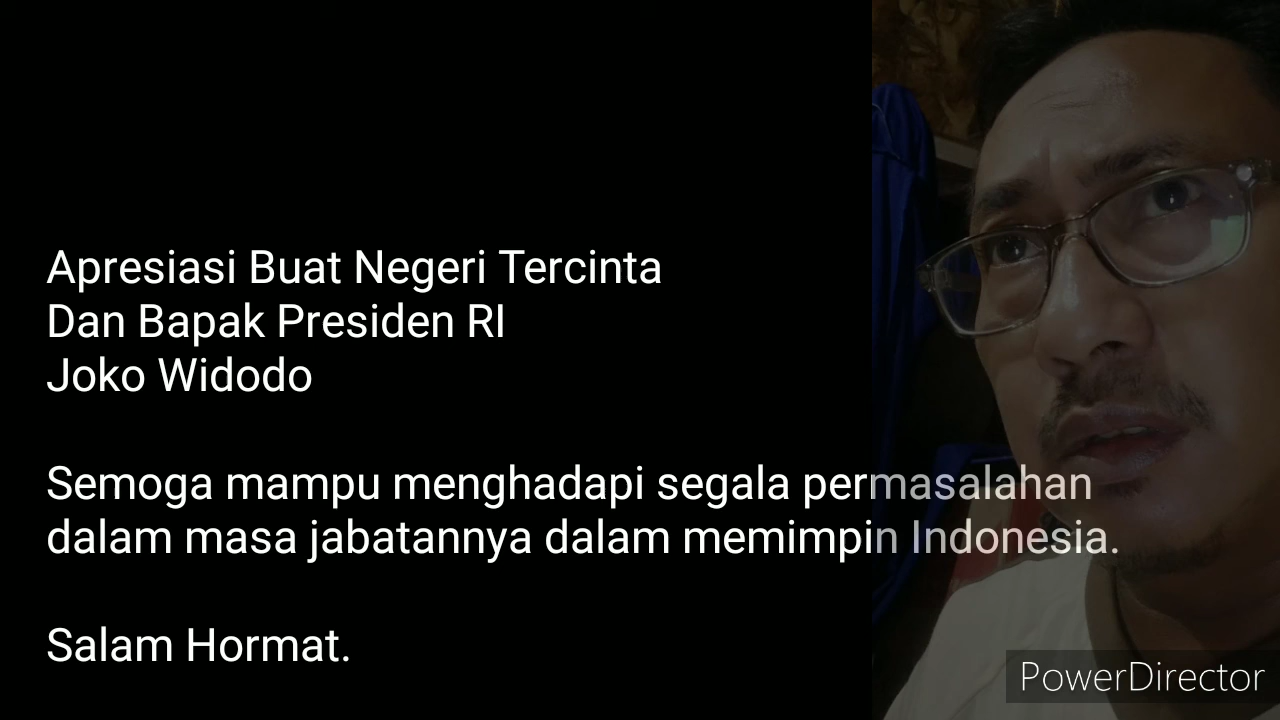 Apresiasi Buat Negeri Tercinta
Dan Bapak Presiden RI
Joko Widodo
Semoga mampu menghadapi segala permasalahan
dalam masa jabatannya dalam memimpin Indonesia.
Salam Hormat.
PowerDirector